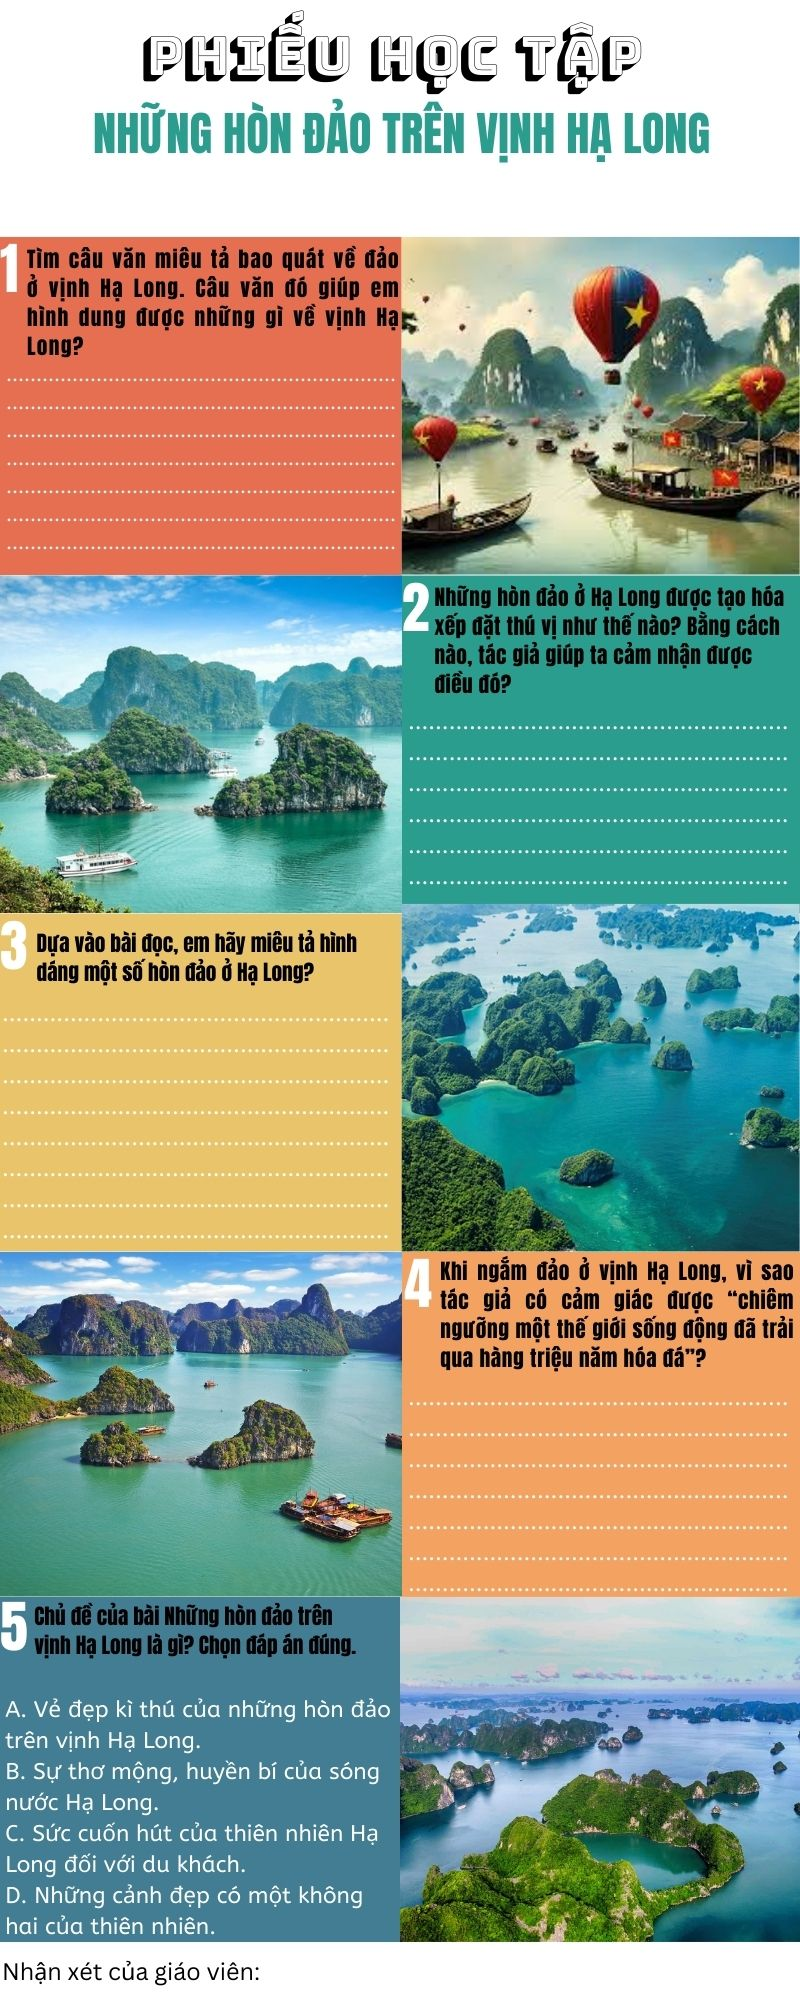 PHIẾU HỌC TẬP
NHỮNG HÒN ĐẢO TRÊN VỊNH HẠ LONG
1 Tìm câu văn miêu tả bao quát về đảo
ở vịnh Hạ Long. Câu văn đó giúp em
hình dung được những gì về vịnh Hạ
Long?
2 Những hòn đảo ở Hạ Long được tạo hóa
xếp đặt thú vị như thế nào? Bằng cách
nào, tác giả giúp ta cảm nhận được
điều đó?
3 Dựa vào bài đọc, em hãy miêu tả hình
dáng một số hòn đảo ở Hạ Long?
4 Khi ngắm đảo ở vịnh Hạ Long, vì sao
tác giả có cảm giác được “chiêm
ngưỡng một thế giới sống động đã trải
qua hàng triệu năm hóa đá”?
5 Chủ đề của bài Những hòn đảo trên
vịnh Hạ Long là gì? Chọn đáp án đúng.
A. Vẻ đẹp kì thú của những hòn đảo
trên vịnh Hạ Long.
B. Sự thơ mộng, huyền bí của sóng
nước Hạ Long.
C. Sức cuốn hút của thiên nhiên Hạ
Long đối với du khách.
D. Những cảnh đẹp có một không
hai của thiên nhiên.
Nhận xét của giáo viên: